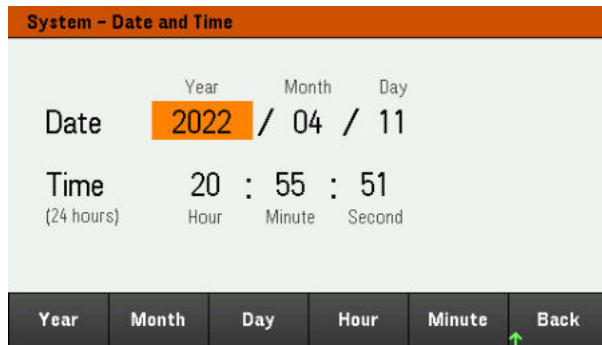 System - Date and Time
Year Month Day
Date 2022 / 04 / 11
Time 20 : 55 : 51
(24 hours) Hour Minute Second
Year Month Day Hour Minute Back